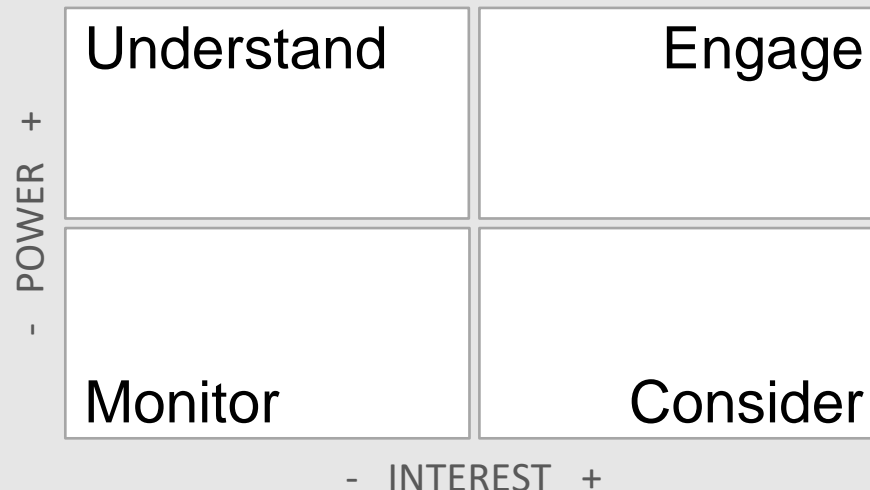 Understand
Engage
- POWER +
Monitor
Consider
- INTEREST +